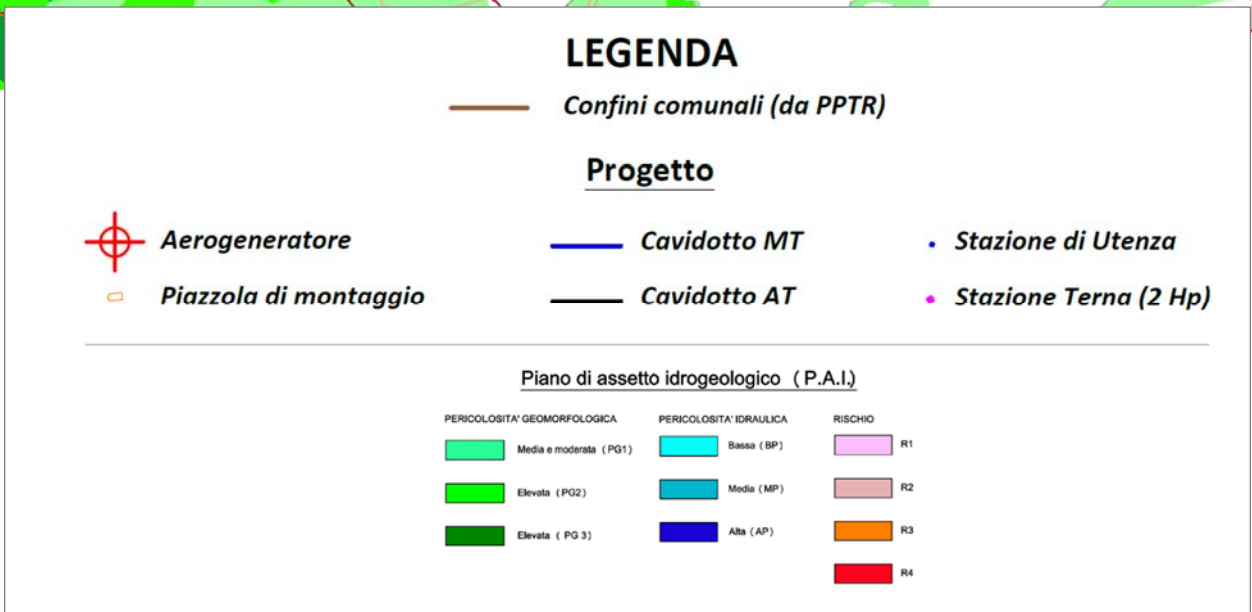 LEGENDA
Confini comunali (da PPTR)
Progetto
Aerogeneratore
Cavidotto MT
Stazione di Utenza
Piazzola di montaggio
Cavidotto AT
Stazione Terna (2 Hp)
Piano di assetto idrogeologico ( P.A.I.)
PERICOLOSITA' GEOMORFOLOGICA
PERICOLOSITA' IDRAULICA
RISCHIO
Media e moderata ( PG1)
Bassa ( BP)
R1
Elevata (PG2)
Media ( MP)
R2
Elevata ( PG 3)
Alta ( AP)
R3
R4